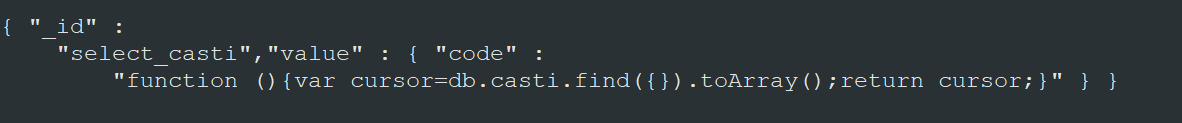 { "_id" :
"select_casti","value" : { "code" :
"function (){var cursor=db.casti.find({}).toArray();return cursor;}" } }